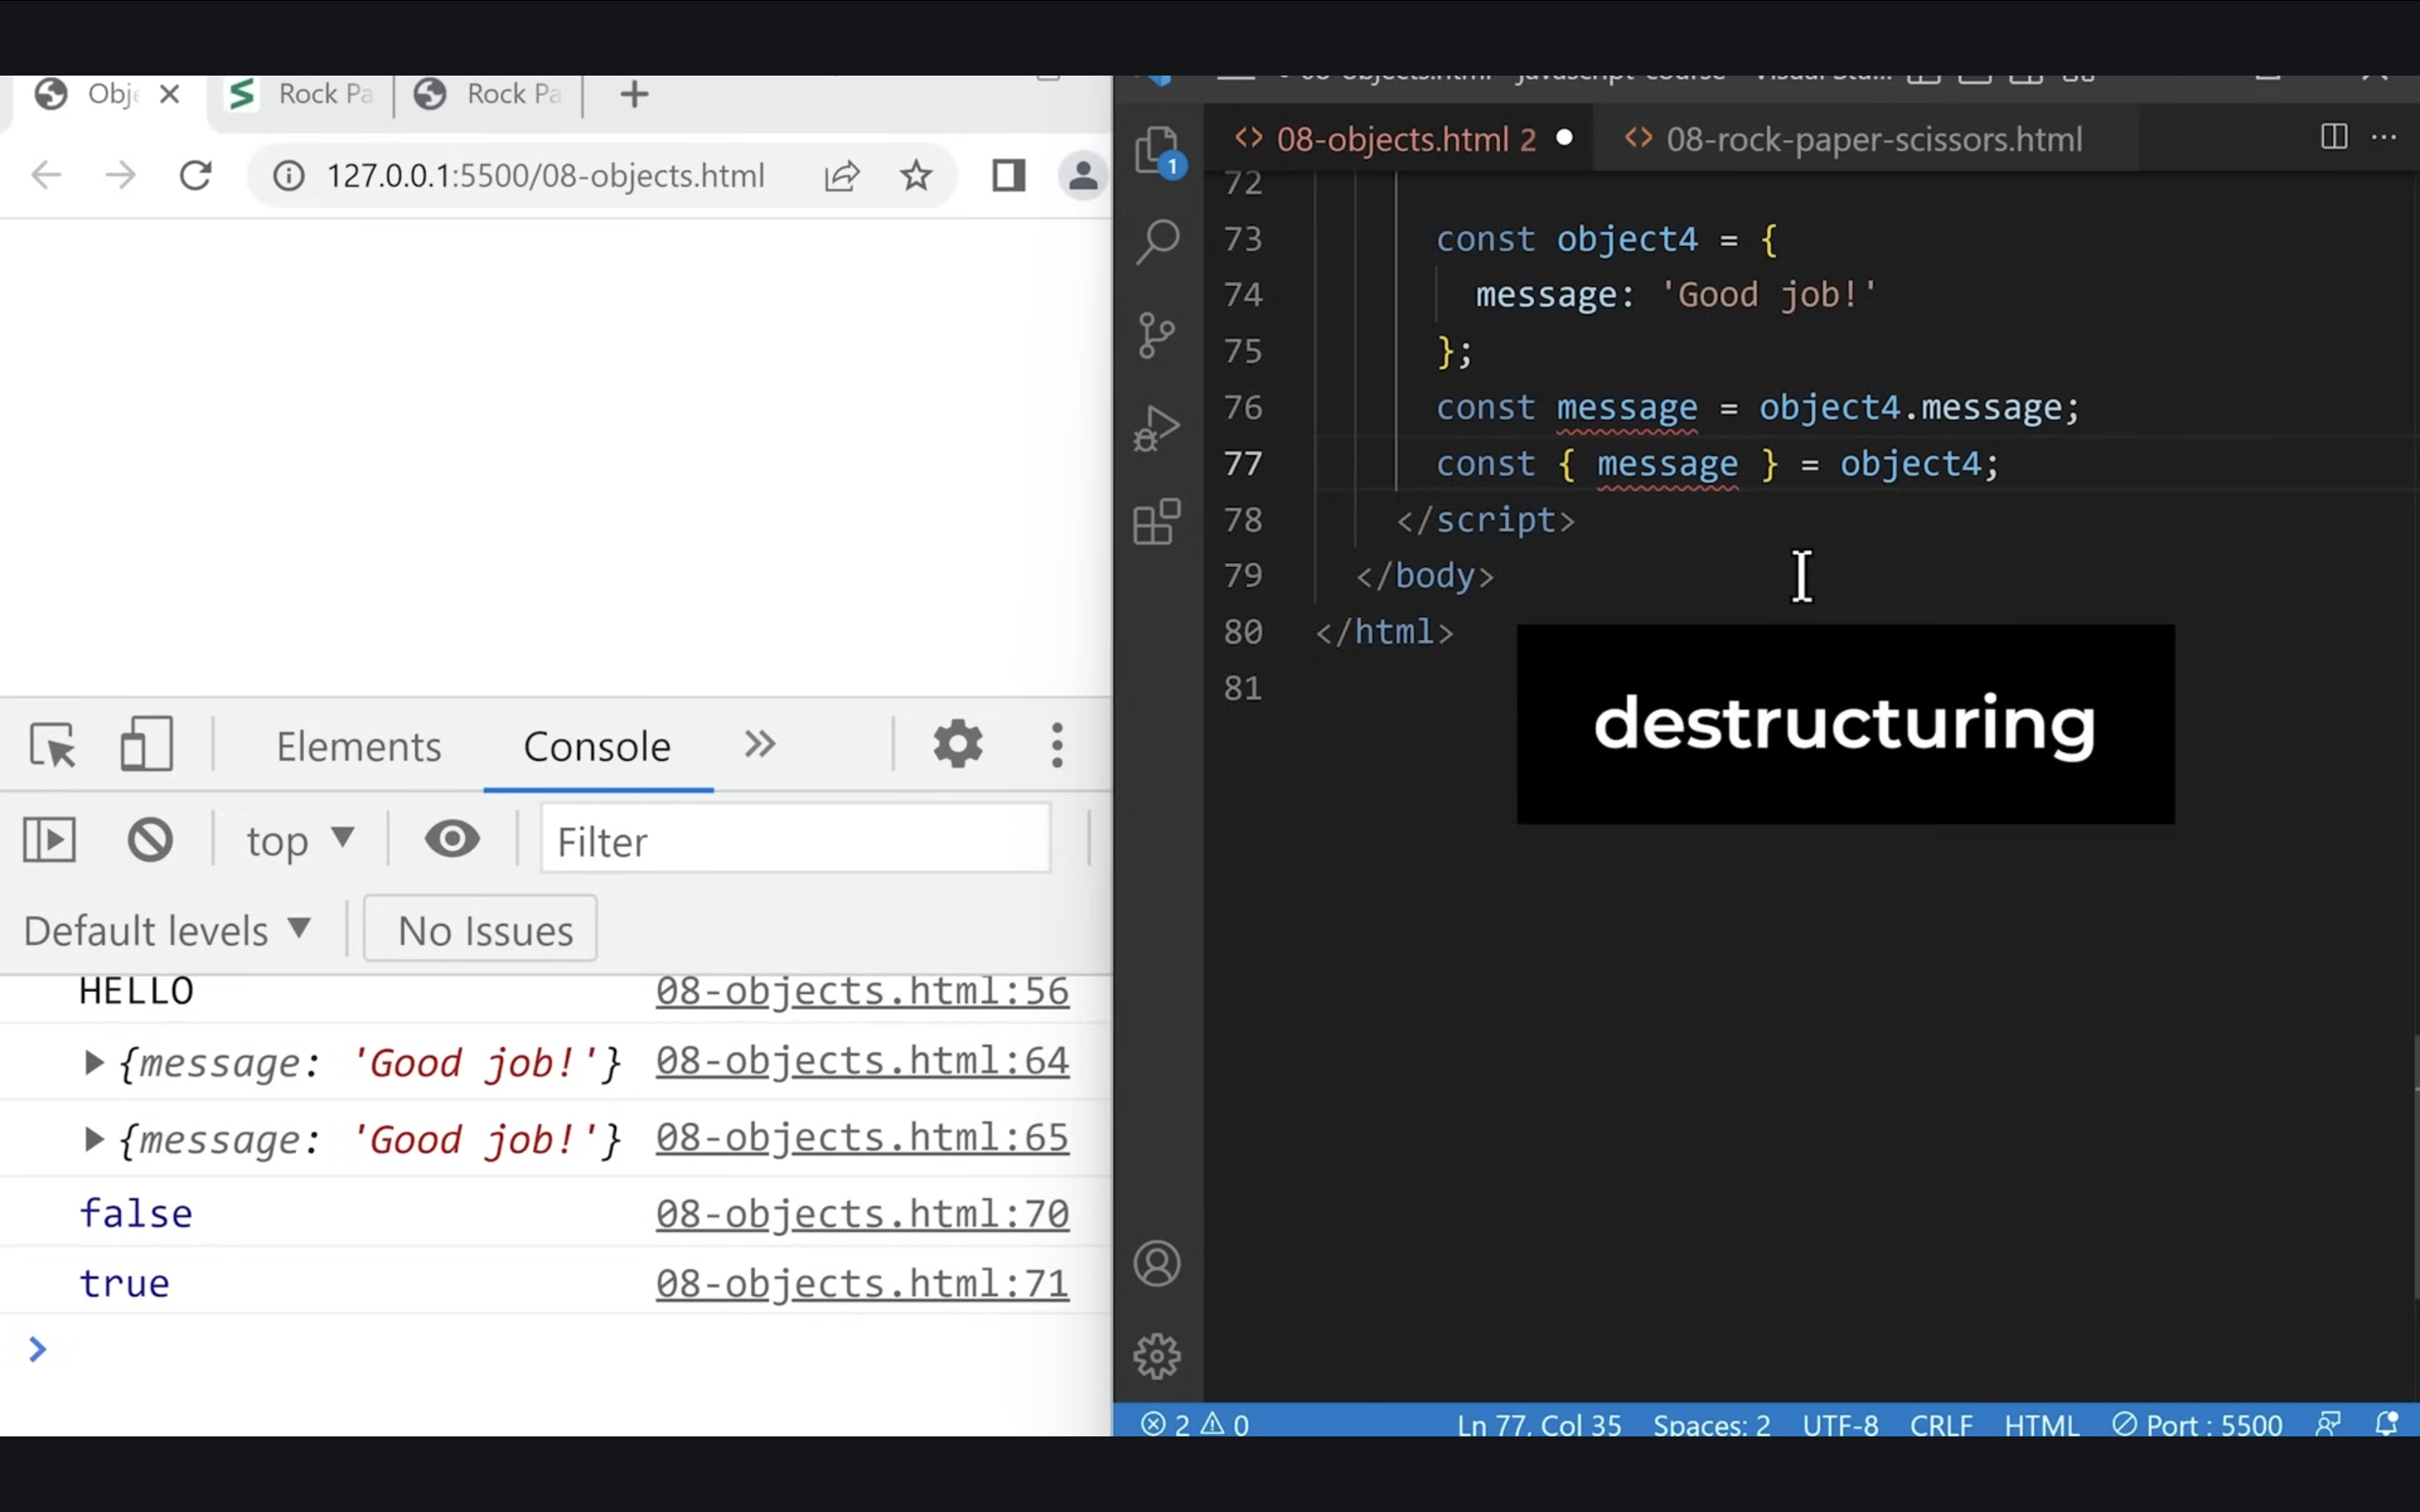 Obje
Rock Pa
Rock Pa
127.0.0.1:5500/08-objects.html
Elements
Console
top
Filter
Default levels
No Issues
HELLO 08-objects.html:56
{message: 'Good job!'} 08-objects.html:64
{message: 'Good job!'} 08-objects.html:65
false 08-objects.html:70
true 08-objects.html:71
1
08-objects.html 2
08-rock-paper-scissors.html
72
73 const object4 = {
74 message: 'Good job!'
75 };
76 const message = object4.message;
77 const { message } = object4;
78 </script>
79 </body>
80 </html>
81
destructuring
2 0 Ln 77, Col 35 Spaces: 2 UTF-8 CRLF HTML Port : 5500